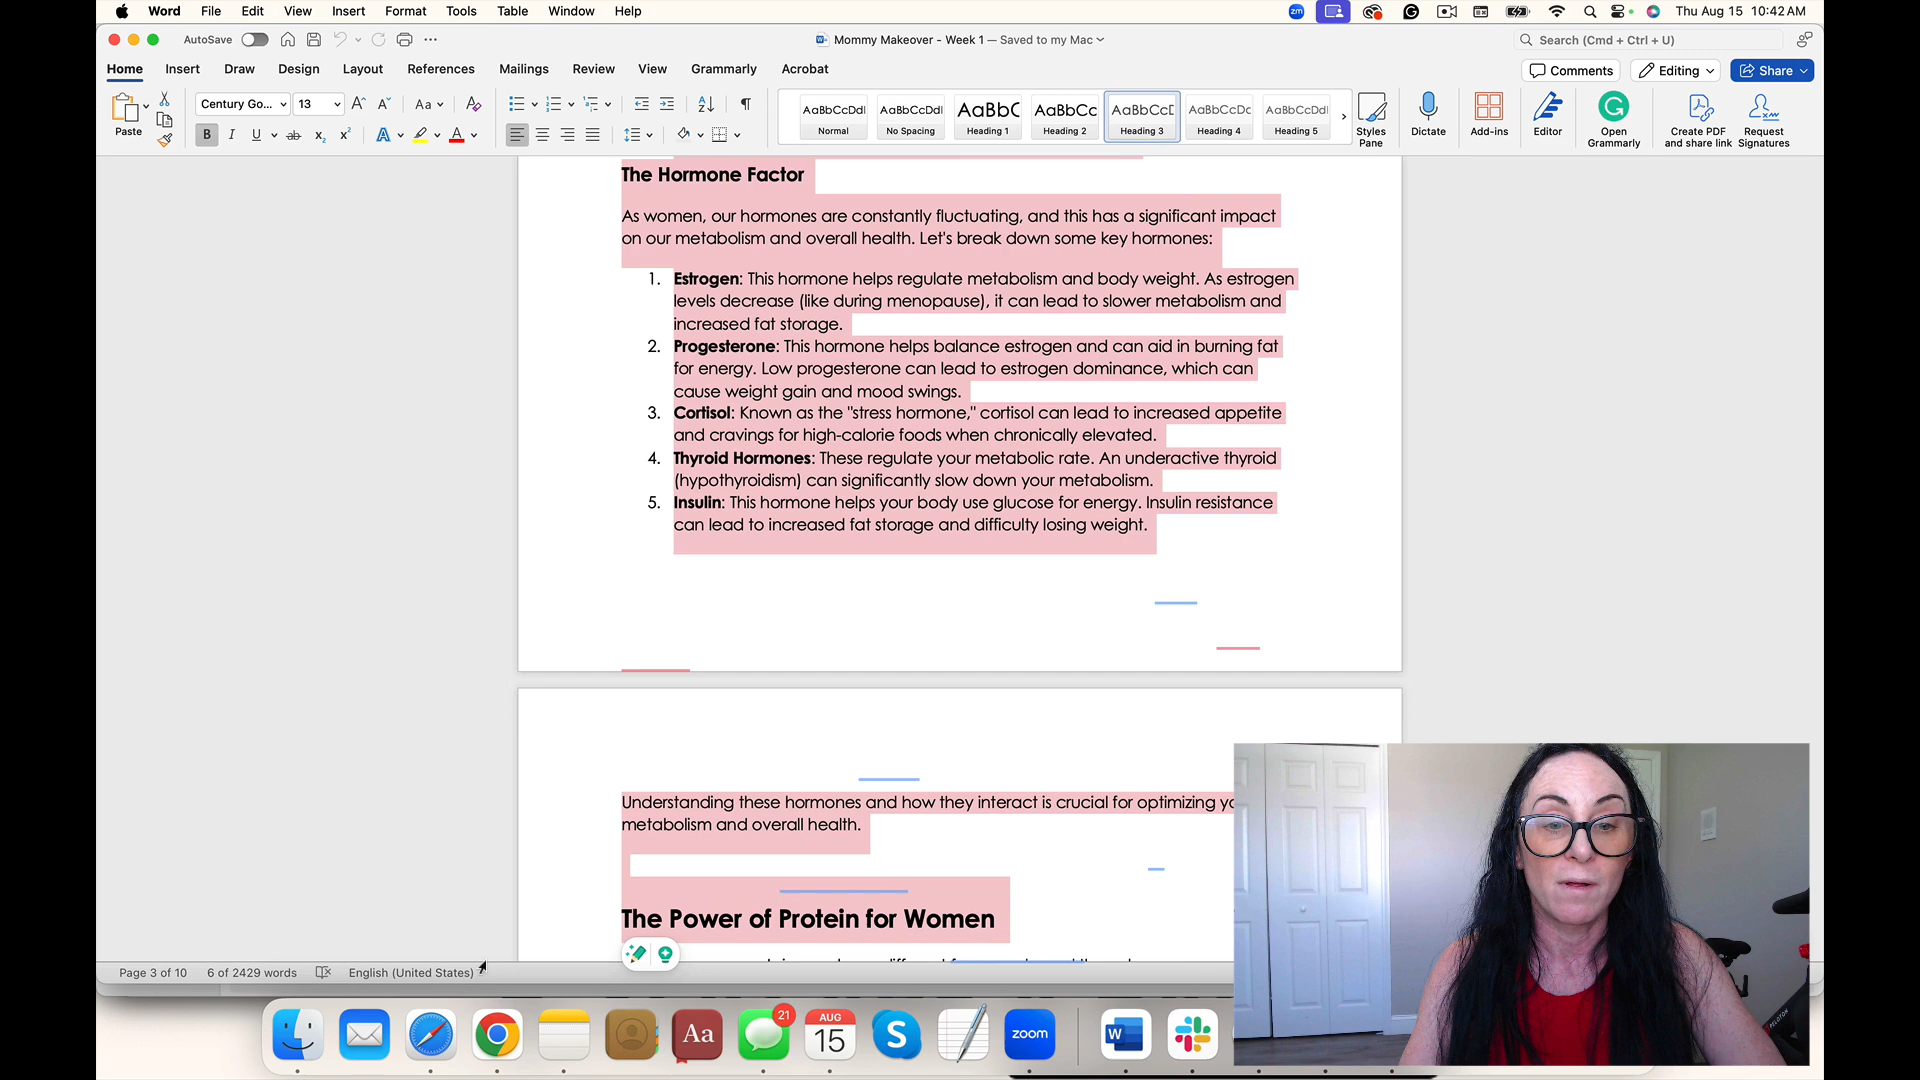 Word File Edit View Insert Format Tools Table Window Help Thu Aug 15 10:42 AM
AutoSave Mommy Makeover - Week 1 — Saved to my Mac Search (Cmd + Ctrl + U)
Home Insert Draw Design Layout References Mailings Review View Grammarly Acrobat Comments Editing Share
Paste Century Go... 13 Aa
B I U ab x₂ x² A A
AaBbCcDdI AaBbCcDdI AaBbC AaBbCc AaBbCcD AaBbCcDc AaBbCcDdI
Normal No Spacing Heading 1 Heading 2 Heading 3 Heading 4 Heading 5
Styles Pane Dictate Add-ins Editor Open Grammarly Create PDF and share link Request Signatures
The Hormone Factor
As women, our hormones are constantly fluctuating, and this has a significant impact
on our metabolism and overall health. Let's break down some key hormones:
1. Estrogen: This hormone helps regulate metabolism and body weight. As estrogen
levels decrease (like during menopause), it can lead to slower metabolism and
increased fat storage.
2. Progesterone: This hormone helps balance estrogen and can aid in burning fat
for energy. Low progesterone can lead to estrogen dominance, which can
cause weight gain and mood swings.
3. Cortisol: Known as the "stress hormone," cortisol can lead to increased appetite
and cravings for high-calorie foods when chronically elevated.
4. Thyroid Hormones: These regulate your metabolic rate. An underactive thyroid
(hypothyroidism) can significantly slow down your metabolism.
5. Insulin: This hormone helps your body use glucose for energy. Insulin resistance
can lead to increased fat storage and difficulty losing weight.
Understanding these hormones and how they interact is crucial for optimizing
metabolism and overall health.
The Power of Protein for Women
Page 3 of 10 6 of 2429 words English (United States)
21
AUG
15
Aa
S
zoom
W
PELOTON